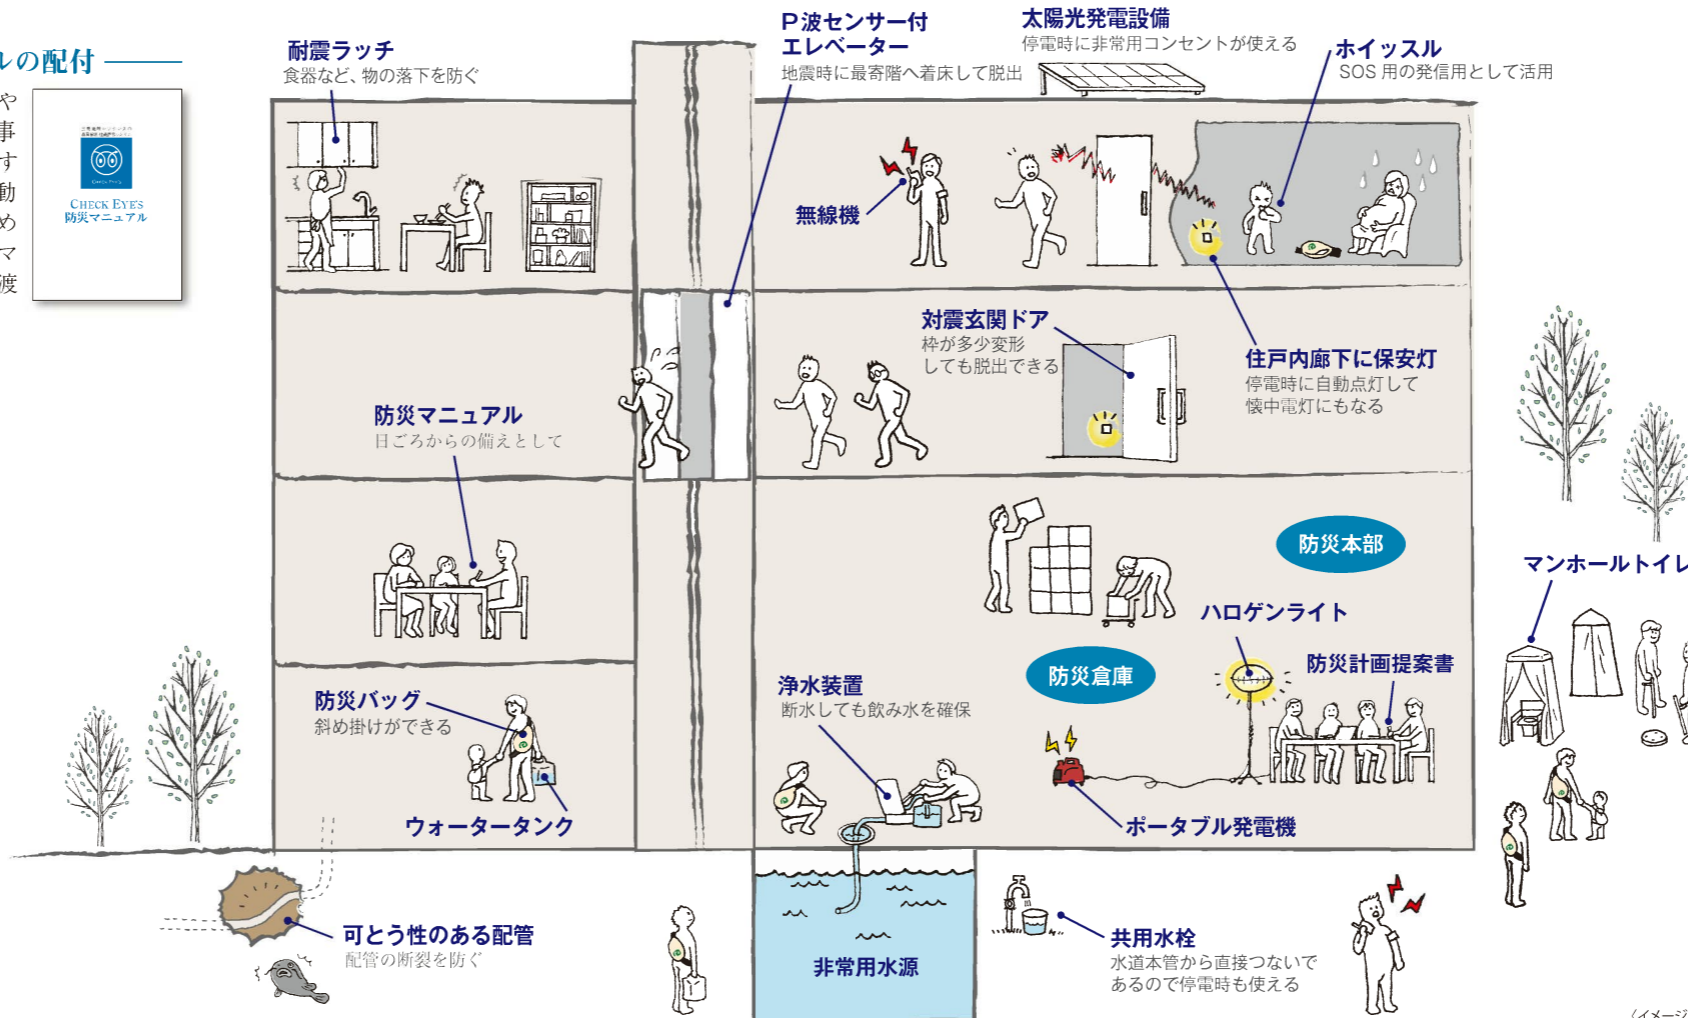 ルの配付
や
事
す
動
め
マ
渡
CHECK EYE'S
防災マニュアル
耐震ラッチ
食器など、物の落下を防ぐ
P波センサー付
エレベーター
地震時に最寄階へ着床して脱出
太陽光発電設備
停電時に非常用コンセントが使える
ホイッスル
SOS 用の発信用として活用
無線機
対震玄関ドア
枠が多少変形
しても脱出できる
住戸内廊下に保安灯
停電時に自動点灯して
懐中電灯にもなる
防災マニュアル
日ごろからの備えとして
防災本部
マンホールトイレ
ハロゲンライト
防災倉庫
防災計画提案書
防災バッグ
斜め掛けができる
浄水装置
断水しても飲み水を確保
ウォータータンク
ポータブル発電機
可とう性のある配管
配管の断裂を防ぐ
非常用水源
共用水栓
水道本管から直接つないで
あるので停電時も使える
〈イメージ